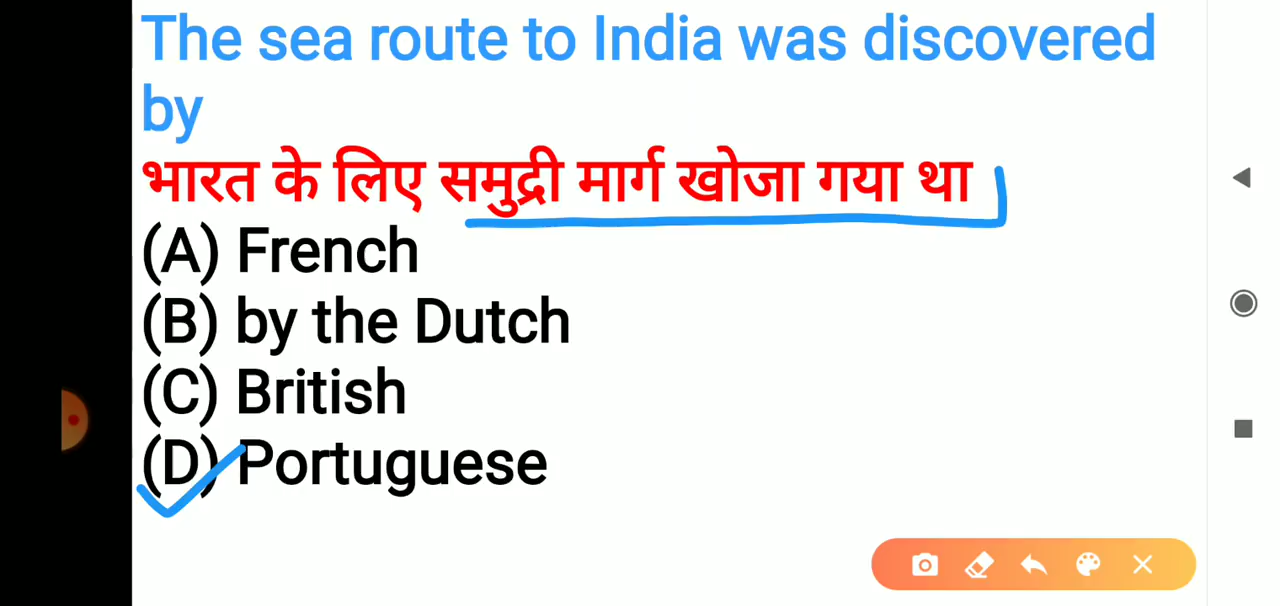 The sea route to India was discovered
by
भारत के लिए समुद्री मार्ग खोजा गया था
(A) French
(B) by the Dutch
(C) British
(D) Portuguese